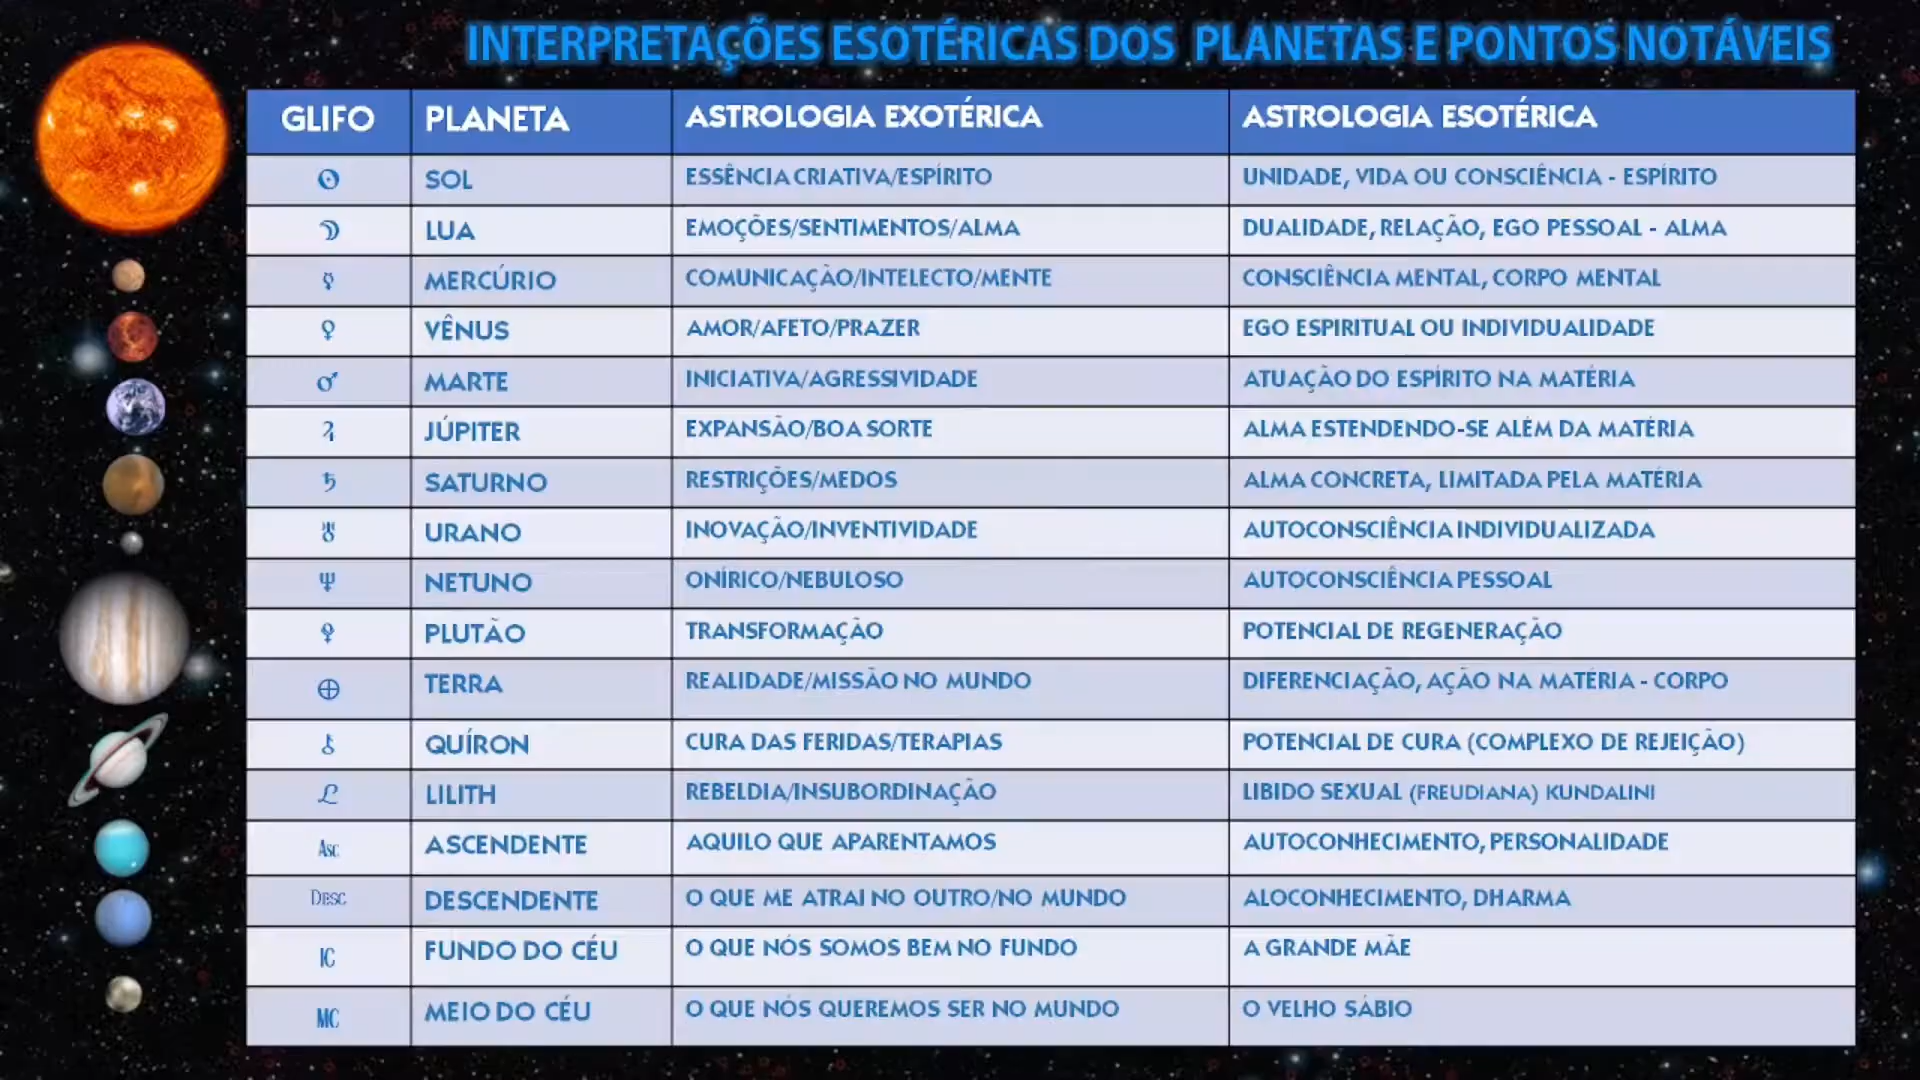 INTERPRETAÇÕES ESOTÉRICAS DOS PLANETAS E PONTOS NOTÁVEIS
GLIFO PLANETA ASTROLOGIA EXOTÉRICA ASTROLOGIA ESOTÉRICA
☉ SOL ESSÊNCIA CRIATIVA/ESPÍRITO UNIDADE, VIDA OU CONSCIÊNCIA - ESPÍRITO
☽ LUA EMOÇÕES/SENTIMENTOS/ALMA DUALIDADE, RELAÇÃO, EGO PESSOAL - ALMA
☿ MERCÚRIO COMUNICAÇÃO/INTELECTO/MENTE CONSCIÊNCIA MENTAL, CORPO MENTAL
♀ VÊNUS AMOR/AFETO/PRAZER EGO ESPIRITUAL OU INDIVIDUALIDADE
♂ MARTE INICIATIVA/AGRESSIVIDADE ATUAÇÃO DO ESPÍRITO NA MATÉRIA
♃ JÚPITER EXPANSÃO/BOA SORTE ALMA ESTENDENDO-SE ALÉM DA MATÉRIA
♄ SATURNO RESTRIÇÕES/MEDOS ALMA CONCRETA, LIMITADA PELA MATÉRIA
♅ URANO INOVAÇÃO/INVENTIVIDADE AUTOCONSCIÊNCIA INDIVIDUALIZADA
♆ NETUNO ONÍRICO/NEBULOSO AUTOCONSCIÊNCIA PESSOAL
⯓ PLUTÃO TRANSFORMAÇÃO POTENCIAL DE REGENERAÇÃO
⊕ TERRA REALIDADE/MISSÃO NO MUNDO DIFERENCIAÇÃO, AÇÃO NA MATÉRIA - CORPO
⚷ QUÍRON CURA DAS FERIDAS/TERAPIAS POTENCIAL DE CURA (COMPLEXO DE REJEIÇÃO)
ℒ LILITH REBELDIA/INSUBORDINAÇÃO LIBIDO SEXUAL (FREUDIANA) KUNDALINI
ASC ASCENDENTE AQUILO QUE APARENTAMOS AUTOCONHECIMENTO, PERSONALIDADE
DESC DESCENDENTE O QUE ME ATRAI NO OUTRO/NO MUNDO ALOCONHECIMENTO, DHARMA
IC FUNDO DO CÉU O QUE NÓS SOMOS BEM NO FUNDO A GRANDE MÃE
MC MEIO DO CÉU O QUE NÓS QUEREMOS SER NO MUNDO O VELHO SÁBIO